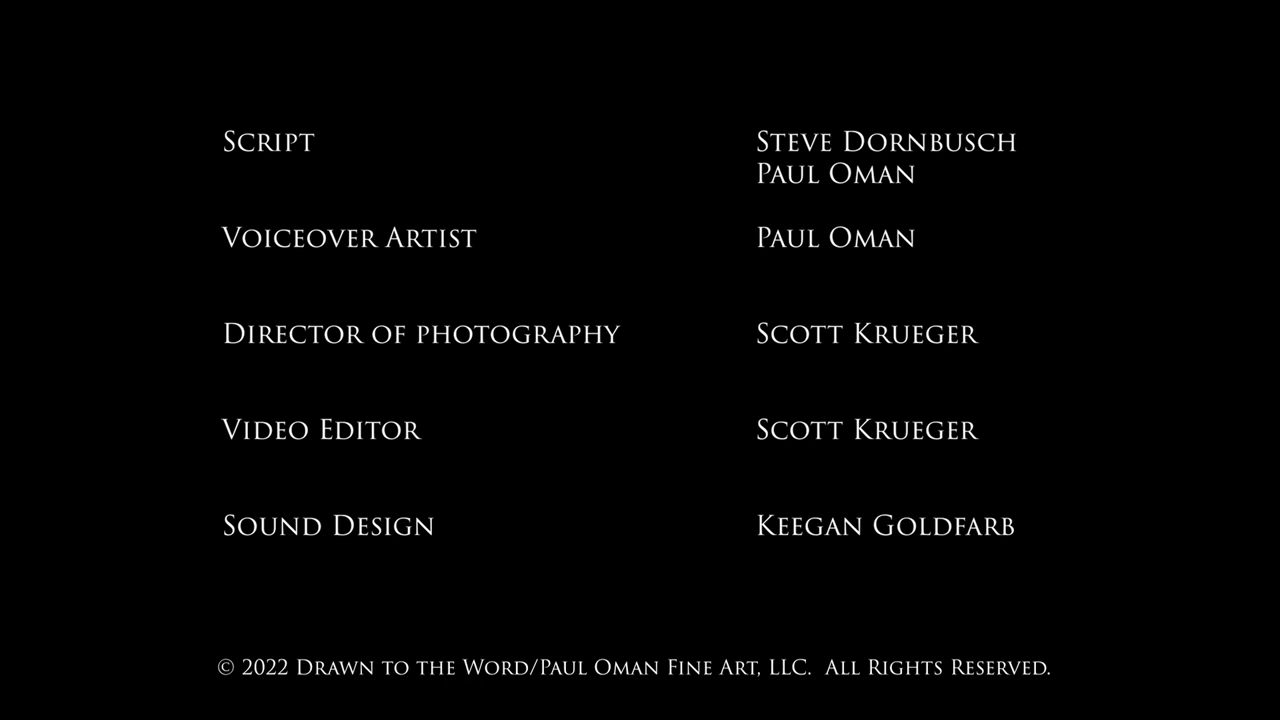 Script Steve Dornbusch
Paul Oman
Voiceover Artist Paul Oman
Director of photography Scott Krueger
Video Editor Scott Krueger
Sound Design Keegan Goldfarb
© 2022 Drawn to the Word/Paul Oman Fine Art, LLC. All Rights Reserved.